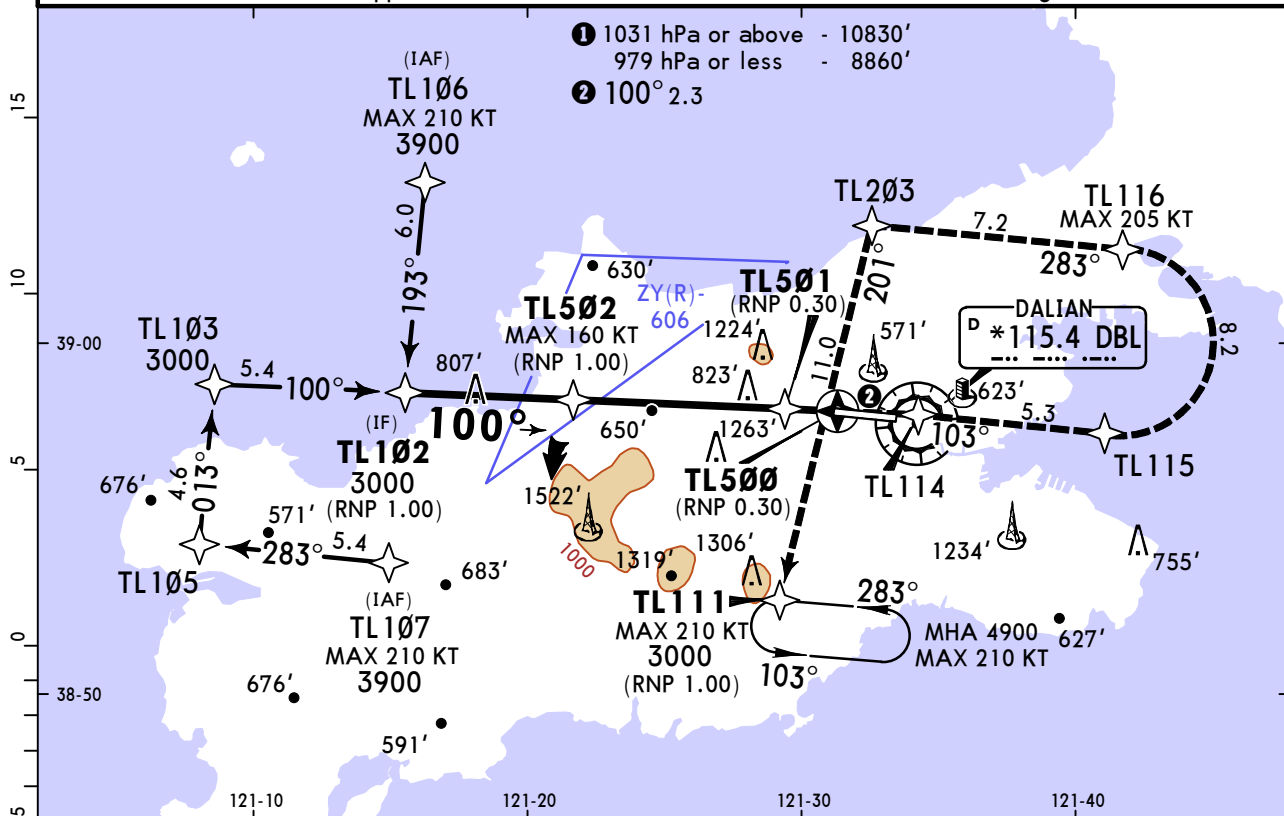 ❶ 1031 hPa or above - 10830'
979 hPa or less - 8860'
❷ 100° 2.3
(IAF)
TL1Ø6
MAX 210 KT
3900
15
6.0
193°
TL2Ø3
7.2
TL116
MAX 205 KT
283°
201°
11.0
8.2
10
630'
ZY(R)-
606
TL5Ø1
(RNP 0.30)
TL5Ø2
MAX 160 KT
(RNP 1.00)
1224'
571'
DALIAN
D *115.4 DBL
39-00
TL1Ø3
3000
5.4
100°
807'
823'
❷
623'
5.3
103°
TL115
(IF)
TL1Ø2
3000
(RNP 1.00)
100°
650'
1263'
TL5ØØ
(RNP 0.30)
TL114
5
676'
4.6
013°
571'
283°
5.4
TL1Ø5
1522'
1000
1319'
1306'
1234'
755'
683'
(IAF)
TL1Ø7
MAX 210 KT
3900
TL111
MAX 210 KT
3000
(RNP 1.00)
283°
103°
MHA 4900
MAX 210 KT
627'
0
38-50
676'
591'
5
121-10
121-20
121-30
121-40